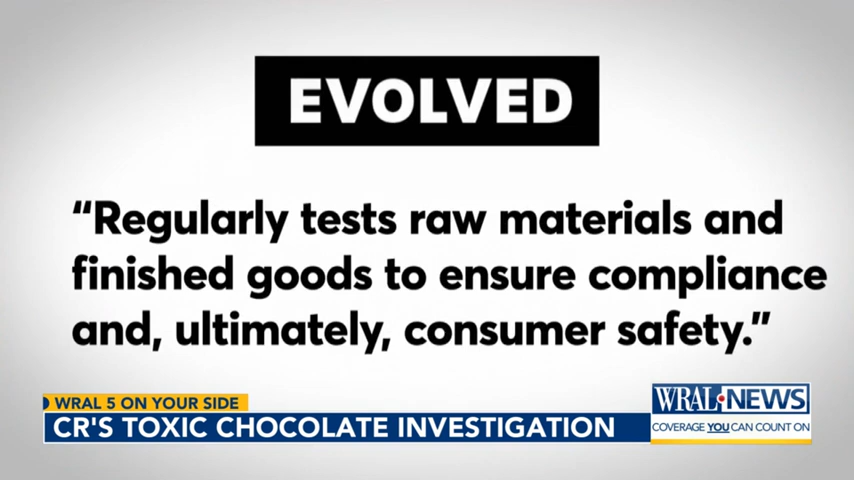 EVOLVED
“Regularly tests raw materials and
finished goods to ensure compliance
and, ultimately, consumer safety.”
WRAL 5 ON YOUR SIDE
CR'S TOXIC CHOCOLATE INVESTIGATION
WRAL NEWS
COVERAGE YOU CAN COUNT ON